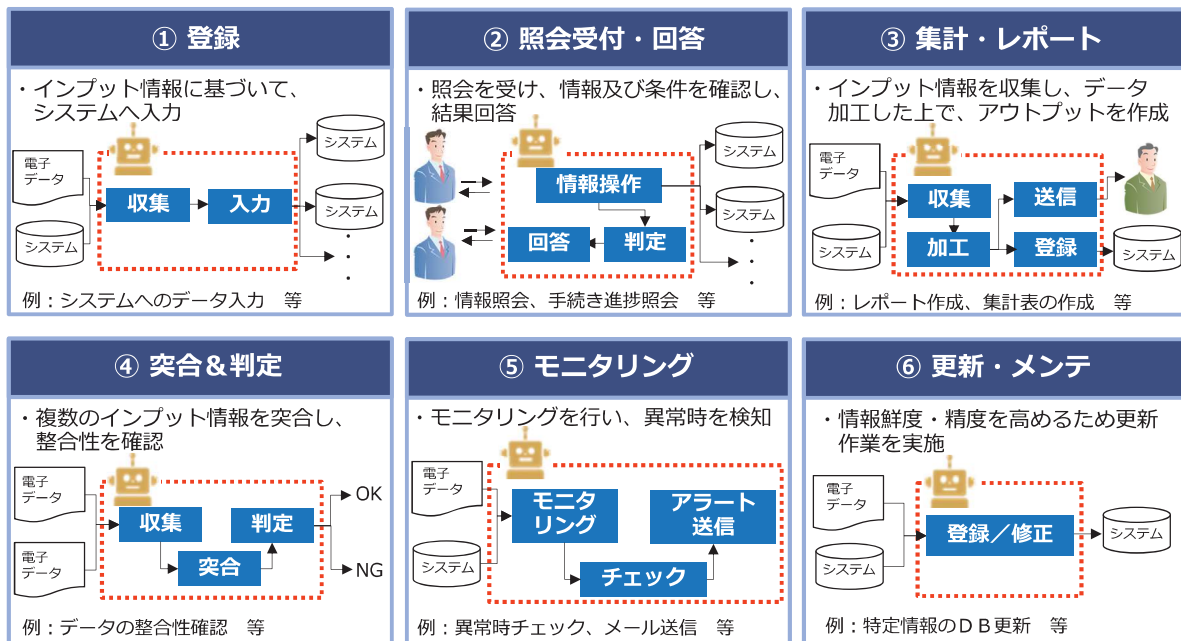 ① 登録
・インプット情報に基づいて、
システムへ入力
電子
データ
システム
収集
入力
システム
システム
・
・
・
例：システムへのデータ入力　等
② 照会受付・回答
・照会を受け、情報及び条件を確認し、
結果回答
情報操作
回答
判定
システム
システム
・
・
・
例：情報照会、手続き進捗照会　等
③ 集計・レポート
・インプット情報を収集し、データ
加工した上で、アウトプットを作成
電子
データ
システム
収集
送信
加工
登録
システム
例：レポート作成、集計表の作成　等
④ 突合＆判定
・複数のインプット情報を突合し、
整合性を確認
電子
データ
電子
データ
収集
判定
突合
OK
NG
例：データの整合性確認　等
⑤ モニタリング
・モニタリングを行い、異常時を検知
電子
データ
システム
モニタ
リング
アラート
送信
チェック
例：異常時チェック、メール送信　等
⑥ 更新・メンテ
・情報鮮度・精度を高めるため更新
作業を実施
電子
データ
システム
登録／修正
システム
例：特定情報のＤＢ更新　等